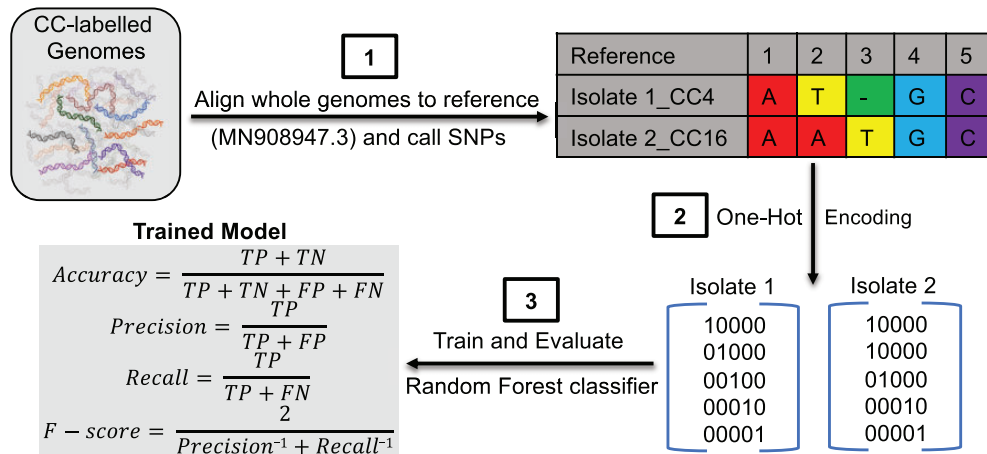 CC-labelled
Genomes
1
Align whole genomes to reference
(MN908947.3) and call SNPs
Reference 1 2 3 4 5
Isolate 1_CC4 A T - G C
Isolate 2_CC16 A A T G C
2 One-Hot Encoding
Isolate 1 Isolate 2
10000 10000
01000 10000
00100 01000
00010 00010
00001 00001
3
Train and Evaluate
Random Forest classifier
Trained Model
Accuracy = TP + TN / TP + TN + FP + FN
Precision = TP / TP + FP
Recall = TP / TP + FN
F − score = 2 / Precision⁻¹ + Recall⁻¹